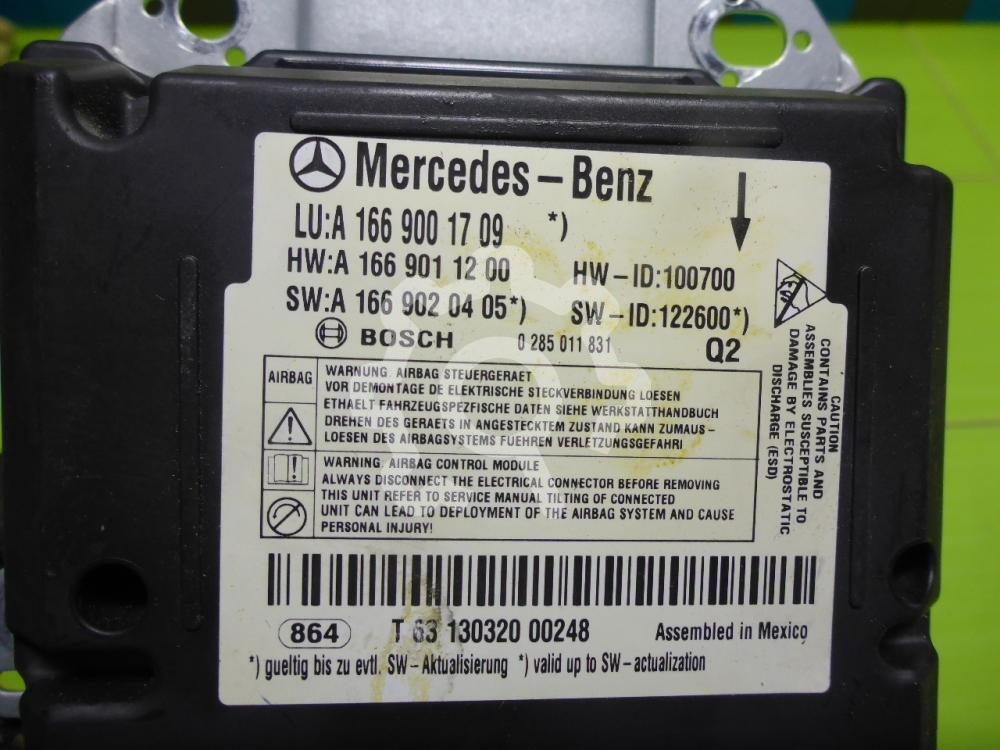 Mercedes – Benz
LU:A 166 900 17 09 *)
HW:A 166 901 12 00 HW – ID:100700
SW:A 166 902 04 05*) SW – ID:122600*)
BOSCH 0 285 011 831 Q2
AIRBAG
WARNUNG. AIRBAG STEUERGERAET
VOR DEMONTAGE DE ELEKTRISCHE STECKVERBINDUNG LOESEN
ETHAELT FAHRZEUGSPEZFISCHE DATEN SIEHE WERKSTATTHANDBUCH
DREHEN DES GERAETS IN ANGESTECKTEM ZUSTAND KANN ZUMAUS –
LOESEN DES AIRBAGSYSTEMS FUEHREN VERLETZUNGSGEFAHR!
WARNING. AIRBAG CONTROL MODULE
ALWAYS DISCONNECT THE ELECTRICAL CONNECTOR BEFORE REMOVING
THIS UNIT REFER TO SERVICE MANUAL TILTING OF CONNECTED
UNIT CAN LEAD TO DEPLOYMENT OF THE AIRBAG SYSTEM AND CAUSE
PERSONAL INJURY!
CAUTION
CONTAINS PARTS AND
ASSEMBLIES SUSCEPTIBLE TO
DAMAGE BY ELECTROSTATIC
DISCHARGE (ESD)
864 T 63 130320 00248 Assembled in Mexico
*) gueltig bis zu evtl. SW – Aktualisierung *) valid up to SW – actualization